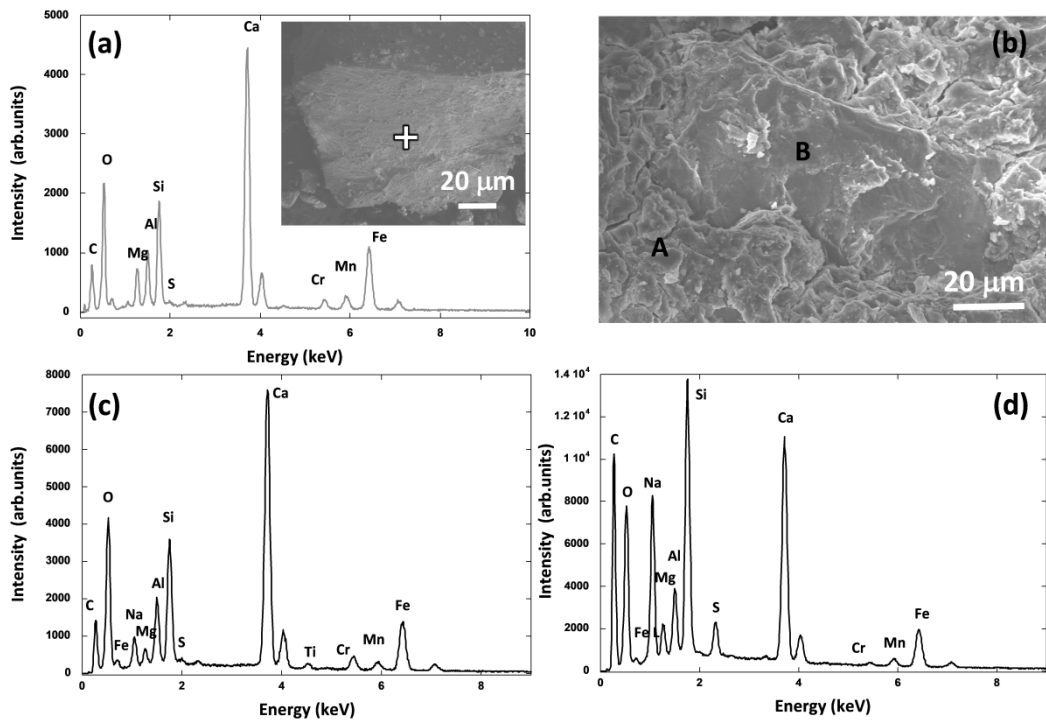 (a)
Intensity (arb.units)
5000
4000
3000
2000
1000
0
C
O
Mg
Al
Si
S
Ca
Cr
Mn
Fe
20 μm
0 2 4 6 8 10
Energy (keV)
(b)
B
A
20 μm
(c)
Intensity (arb.units)
8000
7000
6000
5000
4000
3000
2000
1000
0
C
O
Fe
Na
Mg
Al
Si
S
Ca
Ti
Cr
Mn
Fe
0 2 4 6 8
Energy (keV)
(d)
Intensity (arb.units)
1.4 10⁴
1.2 10⁴
1 10⁴
8000
6000
4000
2000
0
C
O
Fe L
Na
Mg
Al
Si
S
Ca
Cr
Mn
Fe
0 2 4 6 8
Energy (keV)